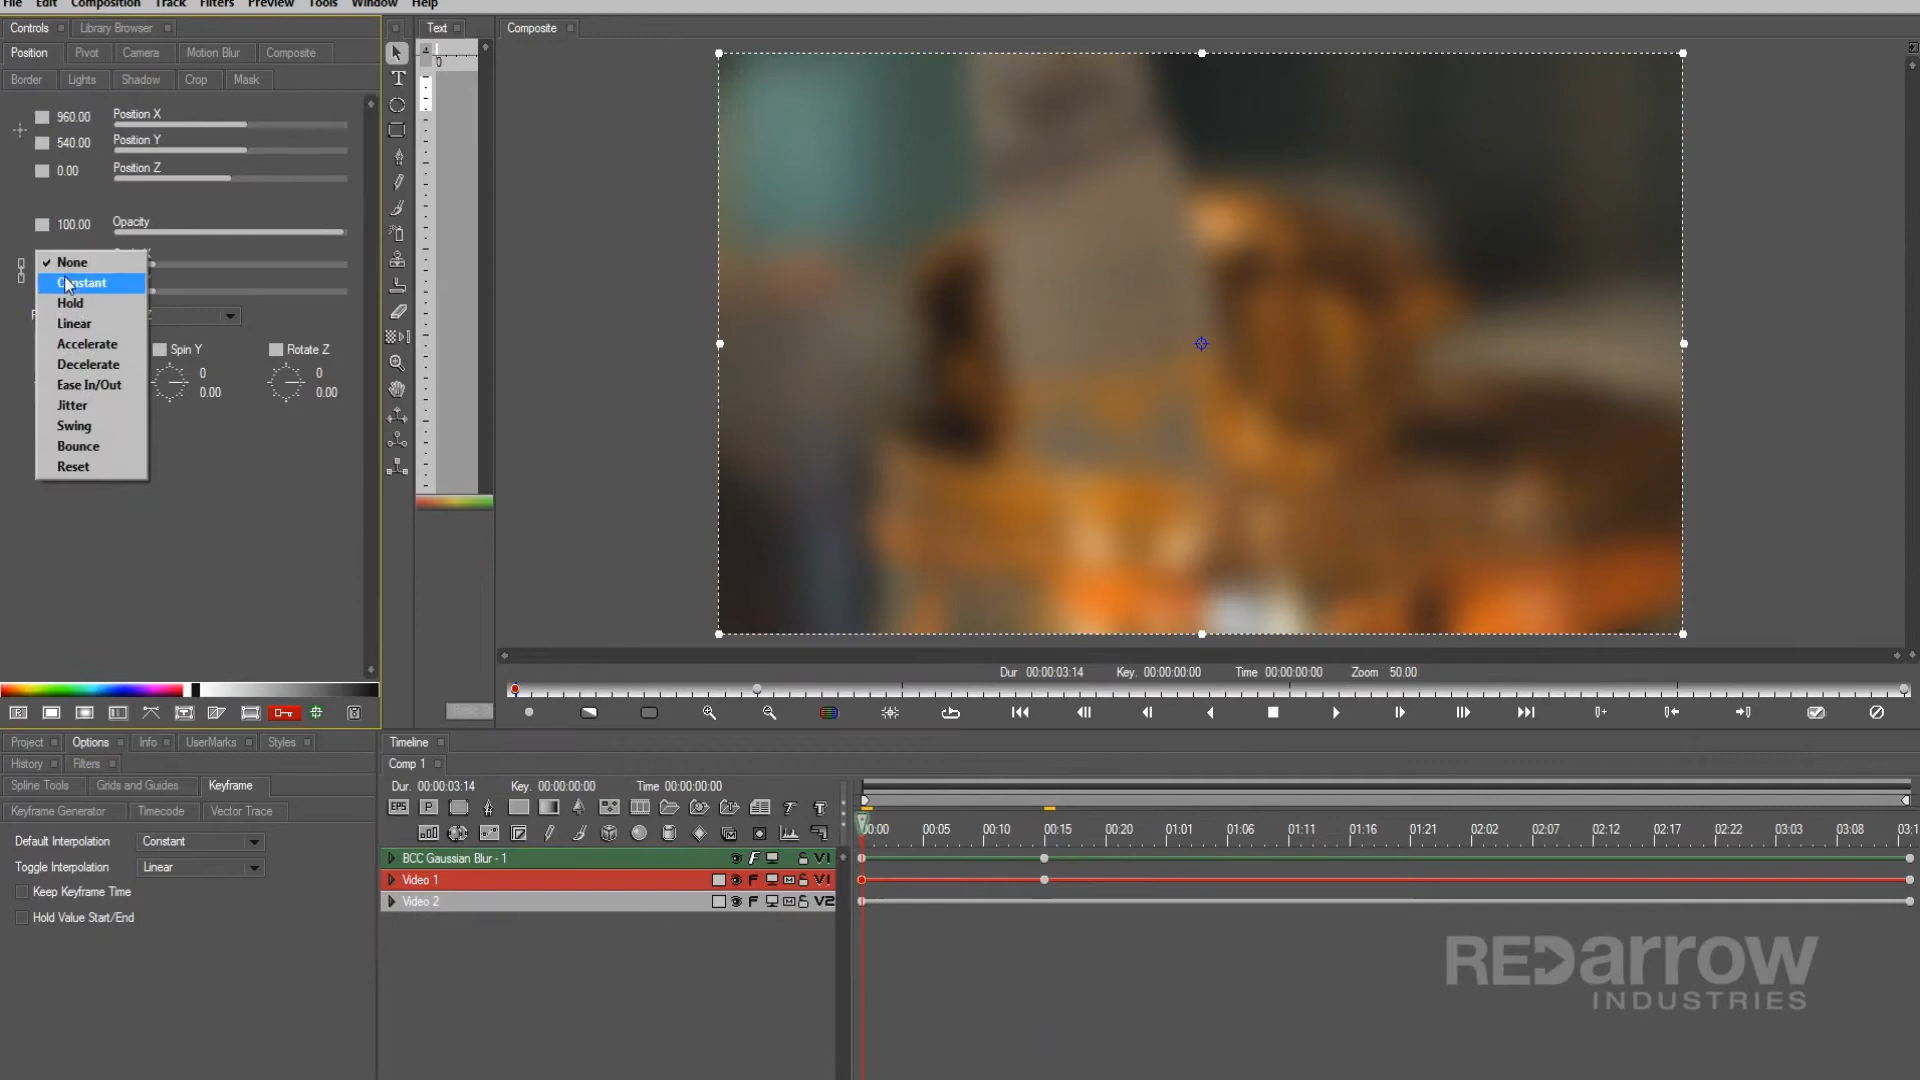 File Edit Composition Track Filters Preview Tools Window Help
Controls Library Browser
Position Pivot Camera Motion Blur Composite
Border Lights Shadow Crop Mask
960.00 Position X
540.00 Position Y
0.00 Position Z
100.00 Opacity
None
Constant
Hold
Linear
Accelerate
Decelerate
Ease In/Out
Jitter
Swing
Bounce
Reset
Spin Y Rotate Z
0 0
0.00 0.00
Text
0
Composite
Dur 00:00:03:14 Key. 00:00:00:00 Time 00:00:00:00 Zoom 50.00
Project Options Info UserMarks Styles
History Filters
Spline Tools Grids and Guides Keyframe
Keyframe Generator Timecode Vector Trace
Default Interpolation Constant
Toggle Interpolation Linear
Keep Keyframe Time
Hold Value Start/End
Timeline
Comp 1
Dur. 00:00:03:14 Key. 00:00:00:00 Time 00:00:00:00
EPS P
00:00 00:05 00:10 00:15 00:20 01:01 01:06 01:11 01:16 01:21 02:02 02:07 02:12 02:17 02:22 03:03 03:08 03:1
BCC Gaussian Blur - 1 F V1
Video 1 F M V1
Video 2 F M V2
REDarrow
INDUSTRIES